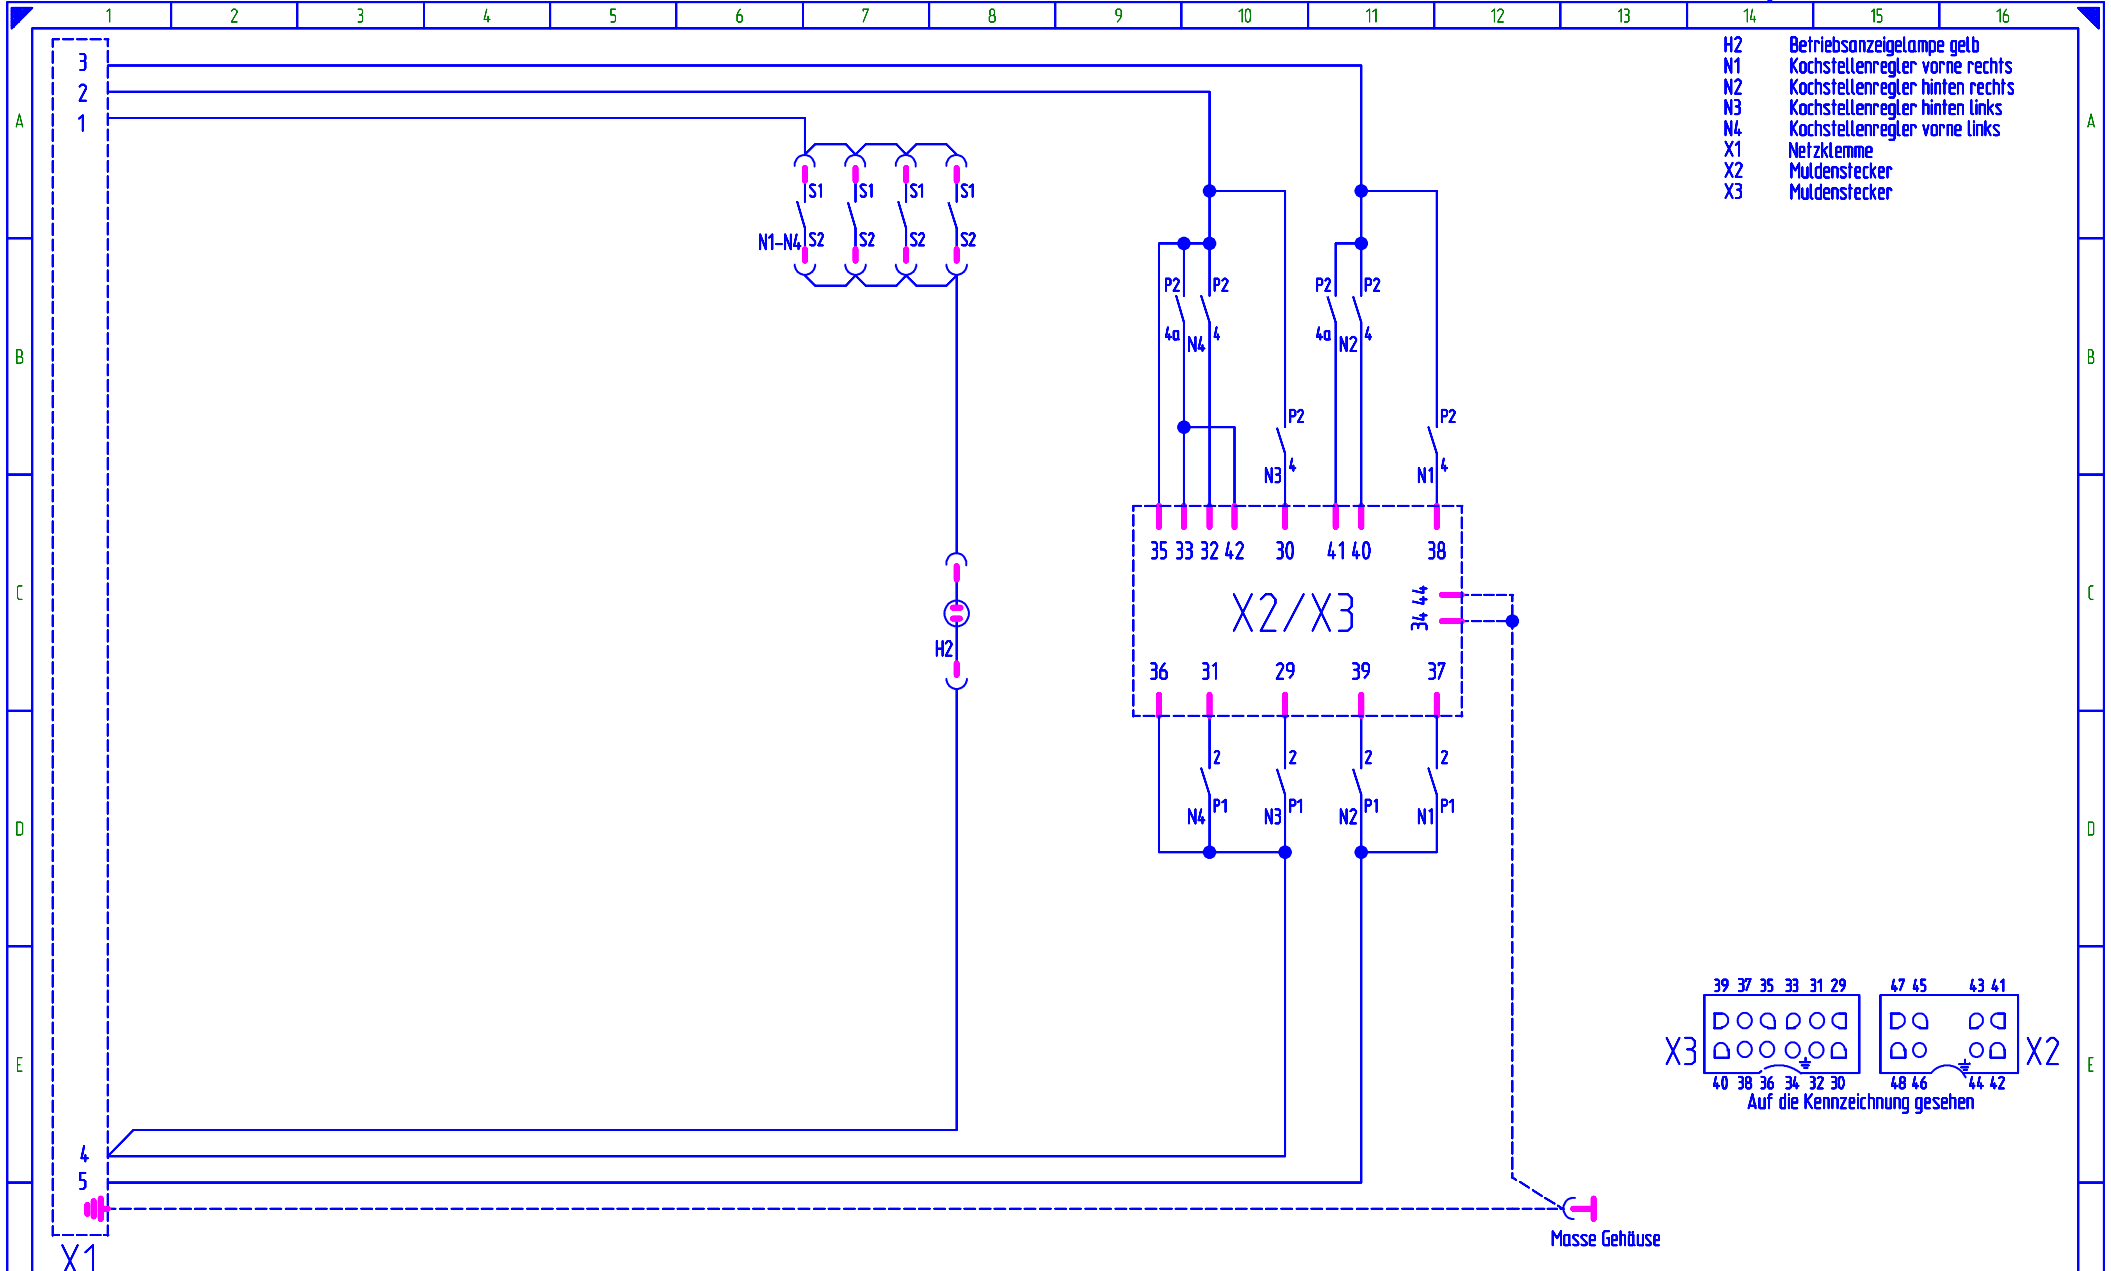 1 2 3 4 5 6 7 8 9 10 11 12 13 14 15 16
H2 Betriebsanzeigelampe gelb
N1 Kochstellenregler vorne rechts
N2 Kochstellenregler hinten rechts
N3 Kochstellenregler hinten links
N4 Kochstellenregler vorne links
X1 Netzklemme
X2 Muldenstecker
X3 Muldenstecker
3
2
1
A A
S1 S1 S1 S1
N1-N4 S2 S2 S2 S2
P2 P2 P2 P2
4a N4 4 4a N2 4
B B
P2 P2
N3 4 N1 4
35 33 32 42 30 41 40 38
C C
44
34
X2/X3
H2
36 31 29 39 37
2 2 2 2
N4 P1 N3 P1 N2 P1 N1 P1
D D
39 37 35 33 31 29 47 45 43 41
X3 X2
E E
40 38 36 34 32 30 48 46 44 42
Auf die Kennzeichnung gesehen
4
5
Masse Gehäuse
X1